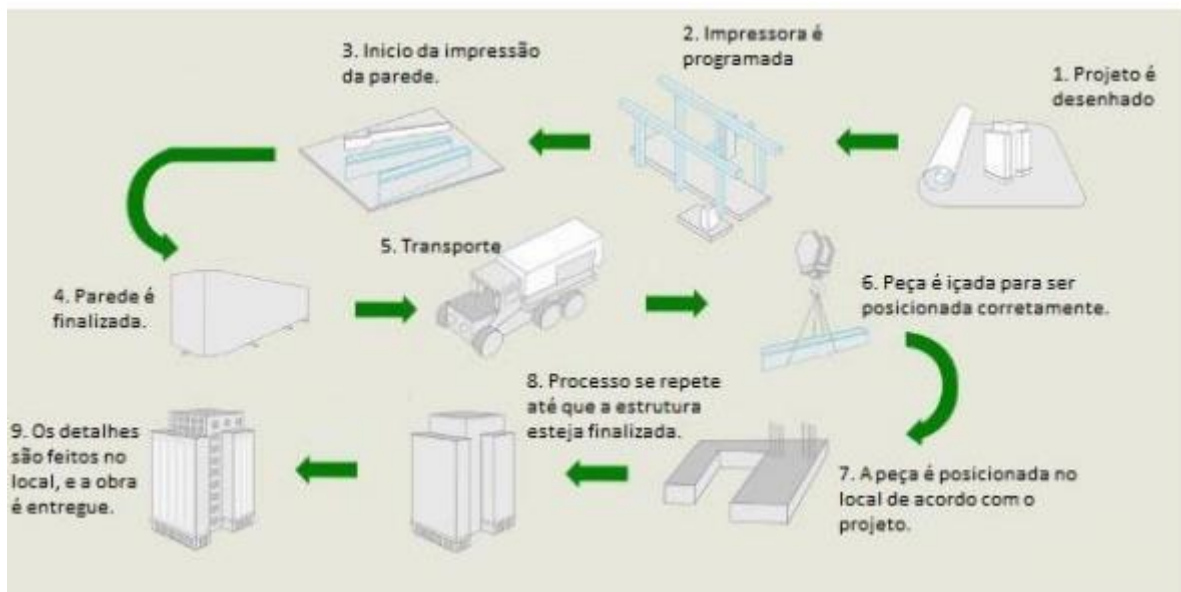 1. Projeto é
desenhado
2. Impressora é
programada
3. Inicio da impressão
da parede.
4. Parede é
finalizada.
5. Transporte
6. Peça é içada para ser
posicionada corretamente.
7. A peça é posicionada no
local de acordo com o
projeto.
8. Processo se repete
até que a estrutura
esteja finalizada.
9. Os detalhes
são feitos no
local, e a obra
é entregue.